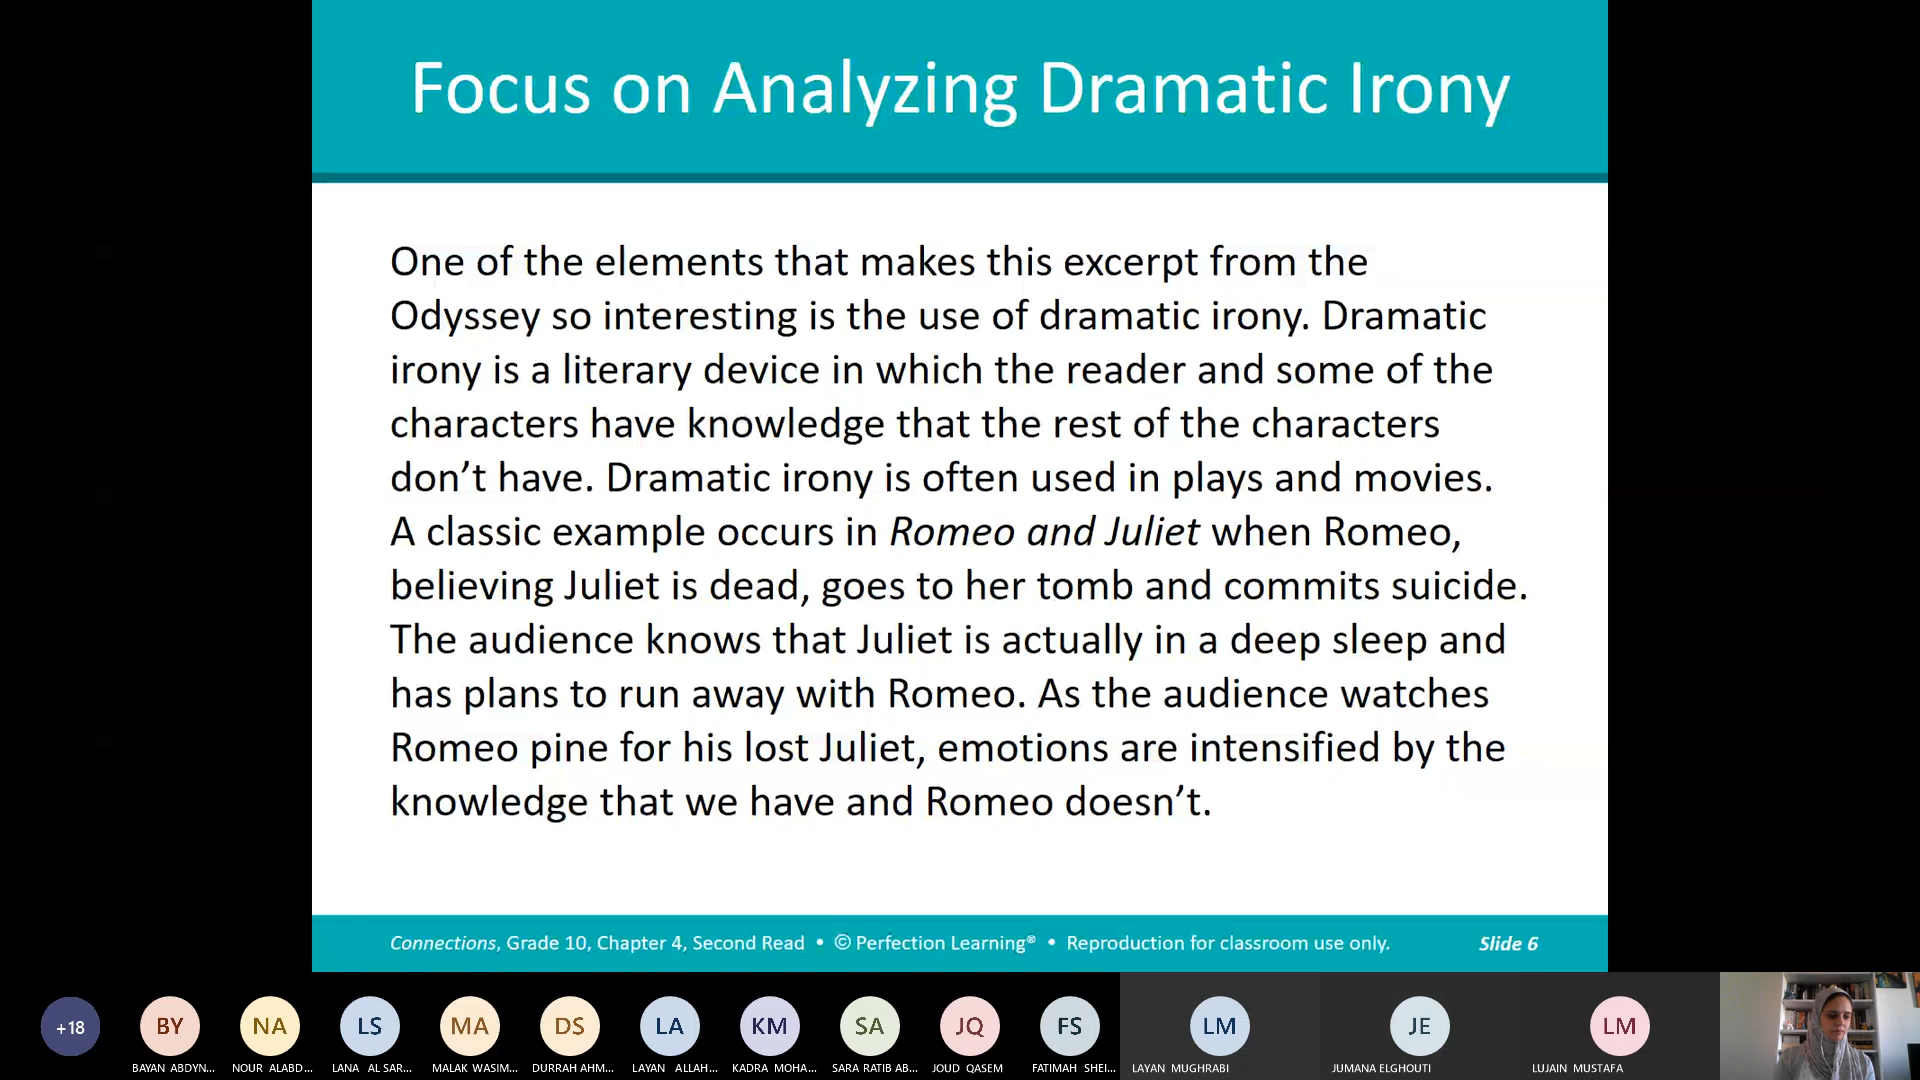 Focus on Analyzing Dramatic Irony
One of the elements that makes this excerpt from the
Odyssey so interesting is the use of dramatic irony. Dramatic
irony is a literary device in which the reader and some of the
characters have knowledge that the rest of the characters
don’t have. Dramatic irony is often used in plays and movies.
A classic example occurs in Romeo and Juliet when Romeo,
believing Juliet is dead, goes to her tomb and commits suicide.
The audience knows that Juliet is actually in a deep sleep and
has plans to run away with Romeo. As the audience watches
Romeo pine for his lost Juliet, emotions are intensified by the
knowledge that we have and Romeo doesn’t.
Connections, Grade 10, Chapter 4, Second Read • © Perfection Learning® • Reproduction for classroom use only. Slide 6
+18 BY NA LS MA DS LA KM SA JQ FS LM JE LM
BAYAN ABDYN... NOUR ALABD... LANA AL SAR... MALAK WASIM... DURRAH AHM... LAYAN ALLAH... KADRA MOHA... SARA RATIB AB... JOUD QASEM FATIMAH SHEI... LAYAN MUGHRABI JUMANA ELGHOUTI LUJAIN MUSTAFA